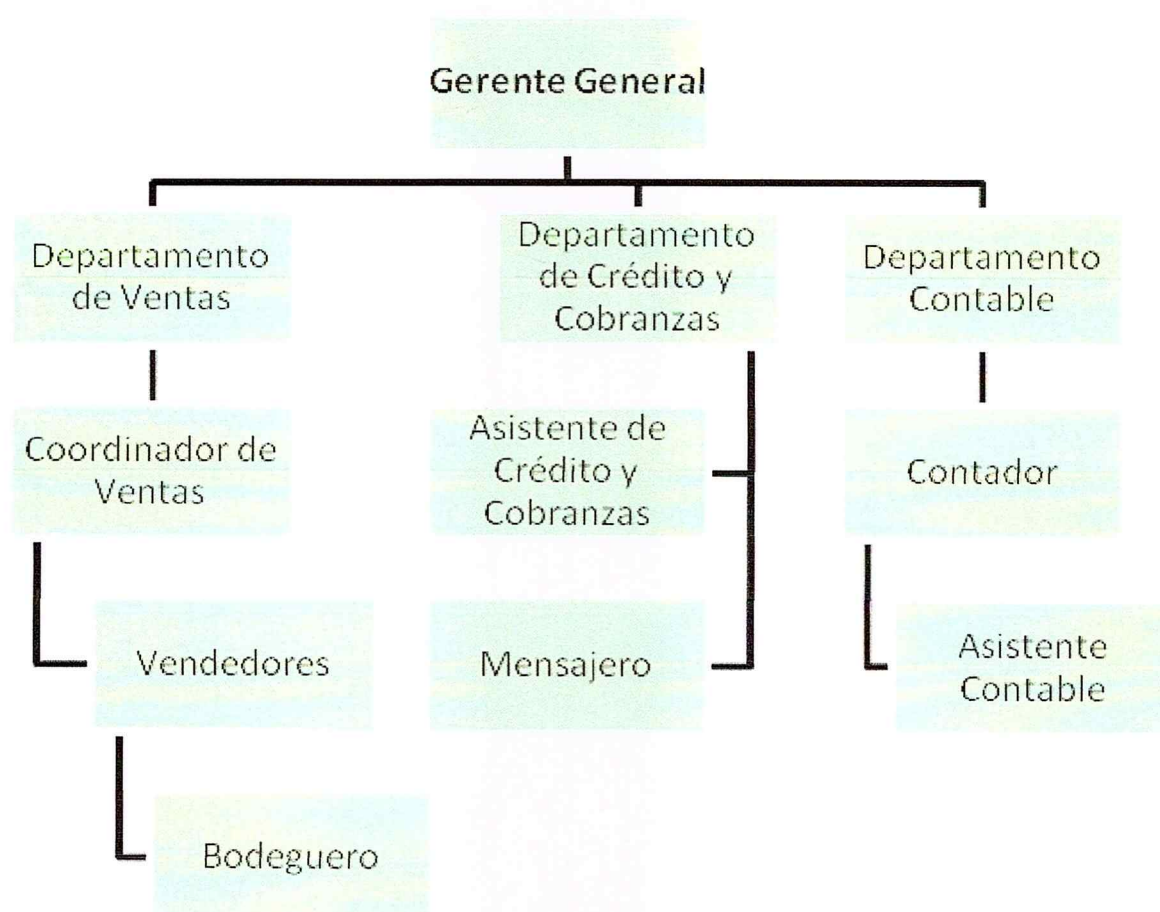 Gerente General
Departamento
de Ventas
Departamento
de Crédito y
Cobranzas
Departamento
Contable
Coordinador de
Ventas
Asistente de
Crédito y
Cobranzas
Contador
Vendedores
Mensajero
Asistente
Contable
Bodeguero